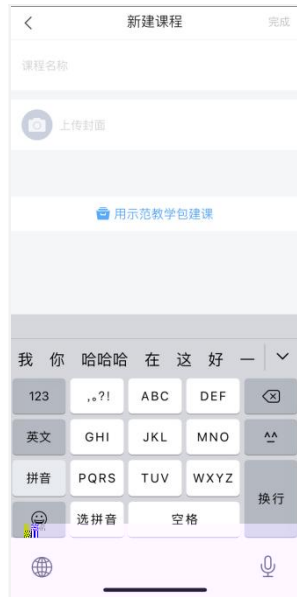 新建课程 完成
课程名称
上传封面
用示范教学包建课
我 你 哈哈哈 在 这 好 一
123 ,。?! ABC DEF
英文 GHI JKL MNO ^^
拼音 PQRS TUV WXYZ 换行
选拼音 空格